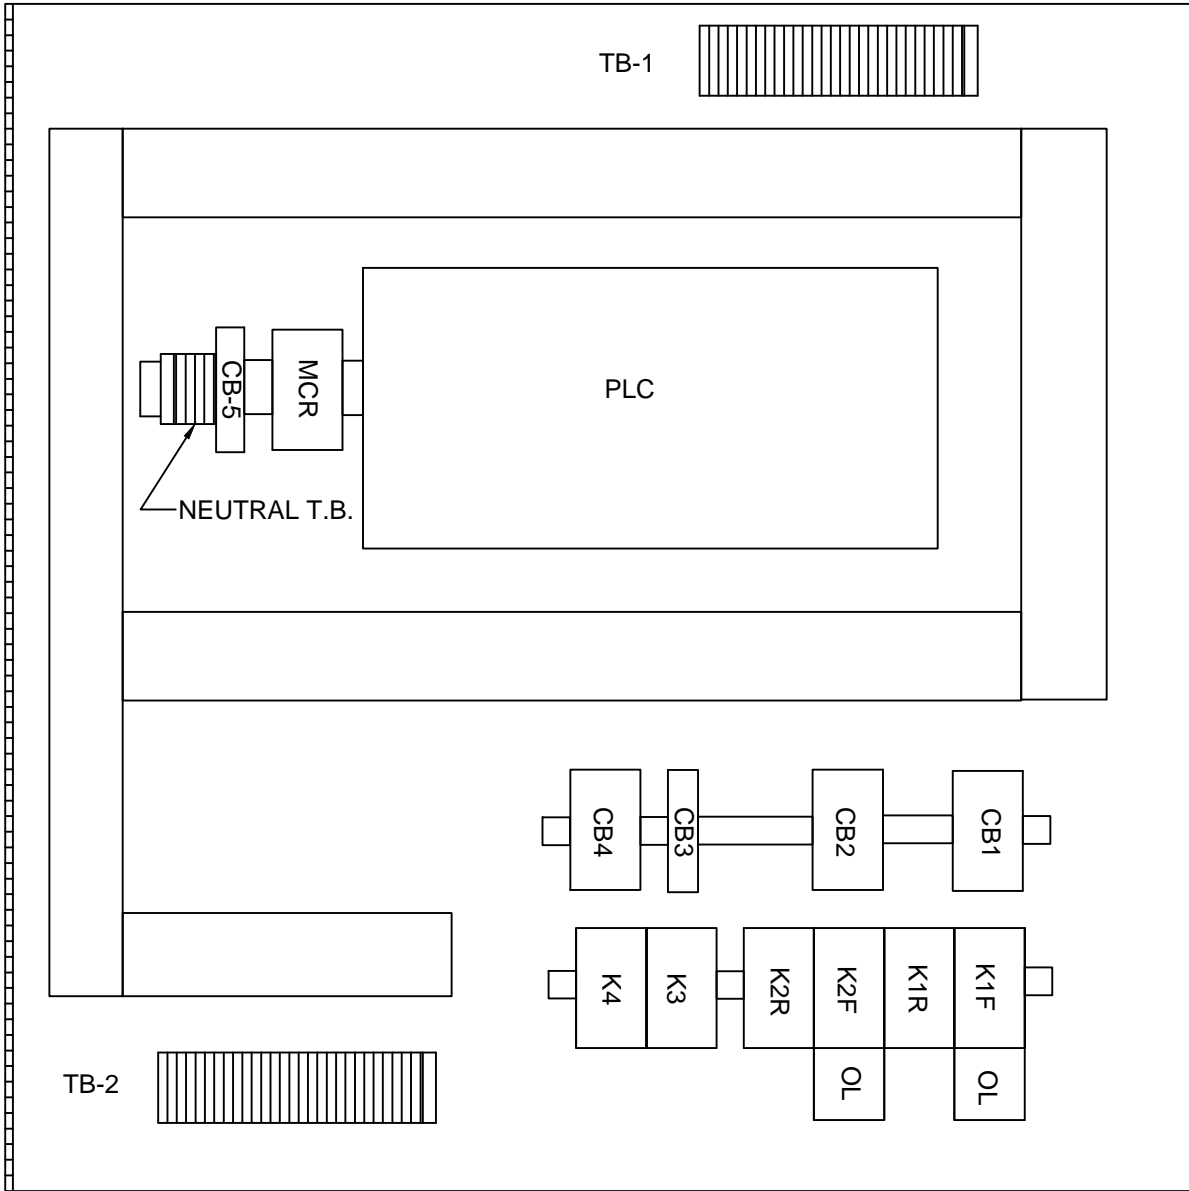 TB-1
CB-5
MCR
PLC
NEUTRAL T.B.
CB4
CB3
CB2
CB1
K4
K3
K2R
K2F
K1R
K1F
OL
OL
TB-2